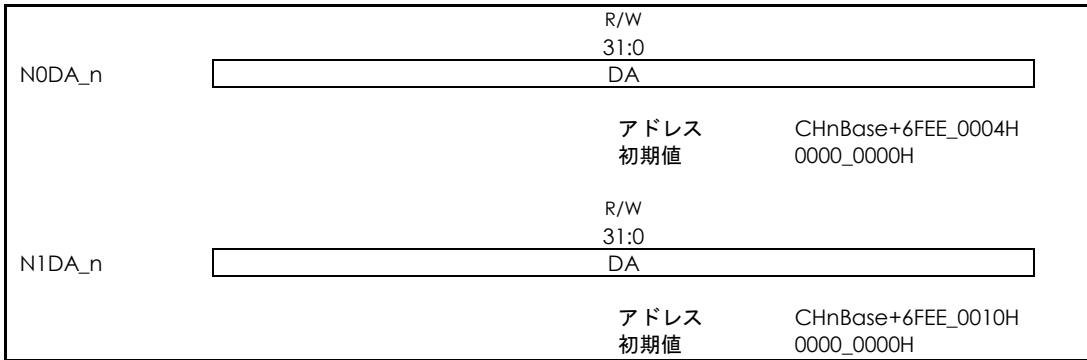 R/W
31:0
N0DA_n DA
アドレス CHnBase+6FEE_0004H
初期値 0000_0000H
R/W
31:0
N1DA_n DA
アドレス CHnBase+6FEE_0010H
初期値 0000_0000H